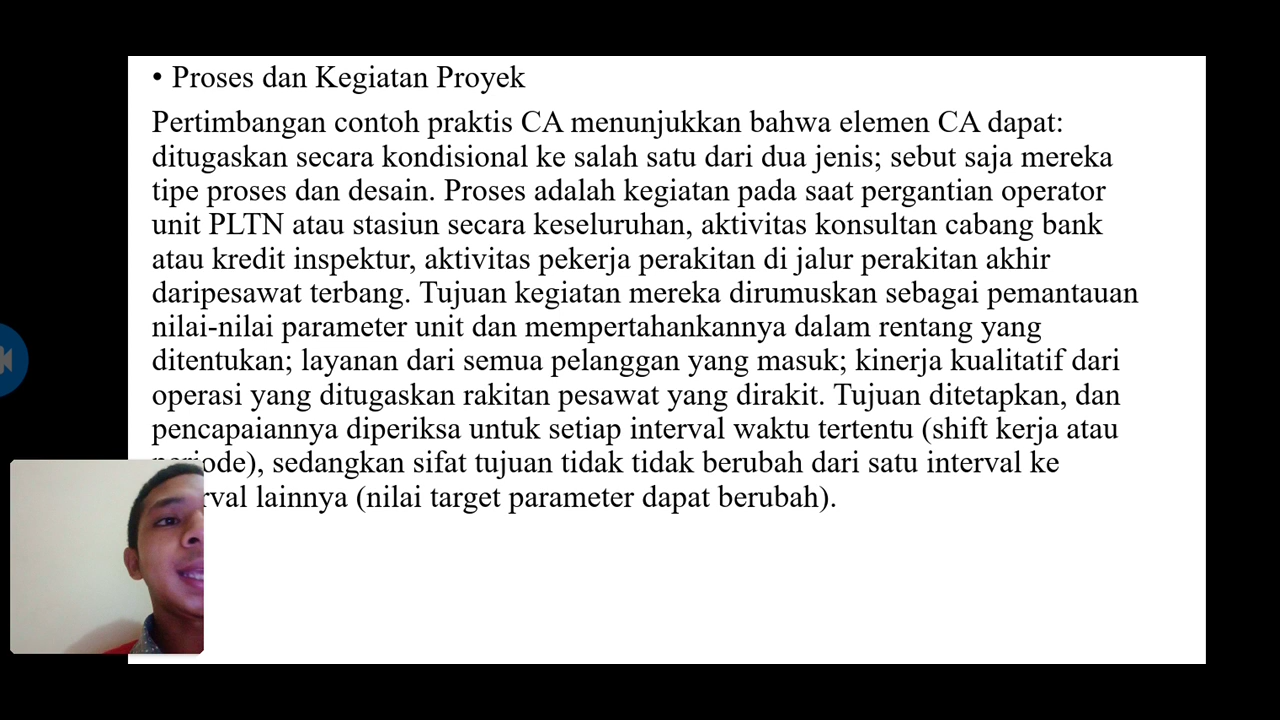 • Proses dan Kegiatan Proyek
Pertimbangan contoh praktis CA menunjukkan bahwa elemen CA dapat:
ditugaskan secara kondisional ke salah satu dari dua jenis; sebut saja mereka
tipe proses dan desain. Proses adalah kegiatan pada saat pergantian operator
unit PLTN atau stasiun secara keseluruhan, aktivitas konsultan cabang bank
atau kredit inspektur, aktivitas pekerja perakitan di jalur perakitan akhir
daripesawat terbang. Tujuan kegiatan mereka dirumuskan sebagai pemantauan
nilai-nilai parameter unit dan mempertahankannya dalam rentang yang
ditentukan; layanan dari semua pelanggan yang masuk; kinerja kualitatif dari
operasi yang ditugaskan rakitan pesawat yang dirakit. Tujuan ditetapkan, dan
pencapaiannya diperiksa untuk setiap interval waktu tertentu (shift kerja atau
periode), sedangkan sifat tujuan tidak tidak berubah dari satu interval ke
lainnya (nilai target parameter dapat berubah).